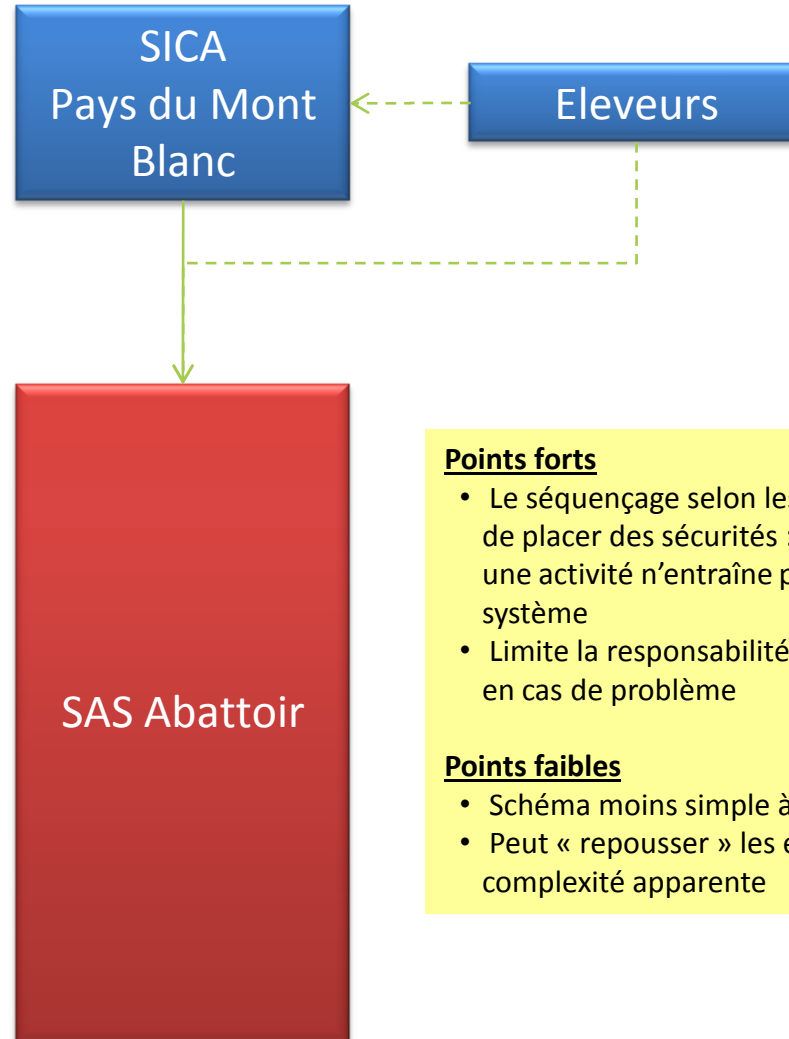 SICA
Pays du Mont
Blanc
Eleveurs
SAS Abattoir
Points forts
• Le séquençage selon les
de placer des sécurités :
une activité n’entraîne p
système
• Limite la responsabilité
en cas de problème
Points faibles
• Schéma moins simple à
• Peut « repousser » les é
complexité apparente